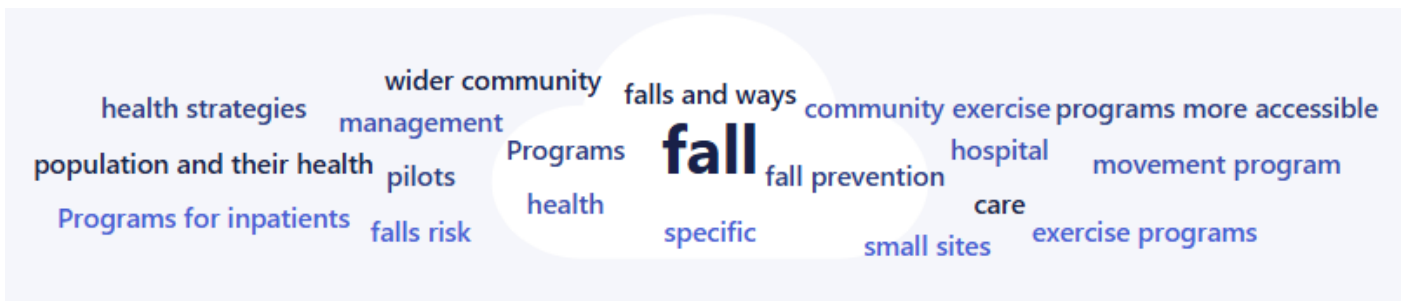 wider community
falls and ways
health strategies
management
community exercise
programs more accessible
population and their health
pilots
Programs
fall
fall prevention
hospital
movement program
Programs for inpatients
falls risk
health
specific
care
small sites
exercise programs